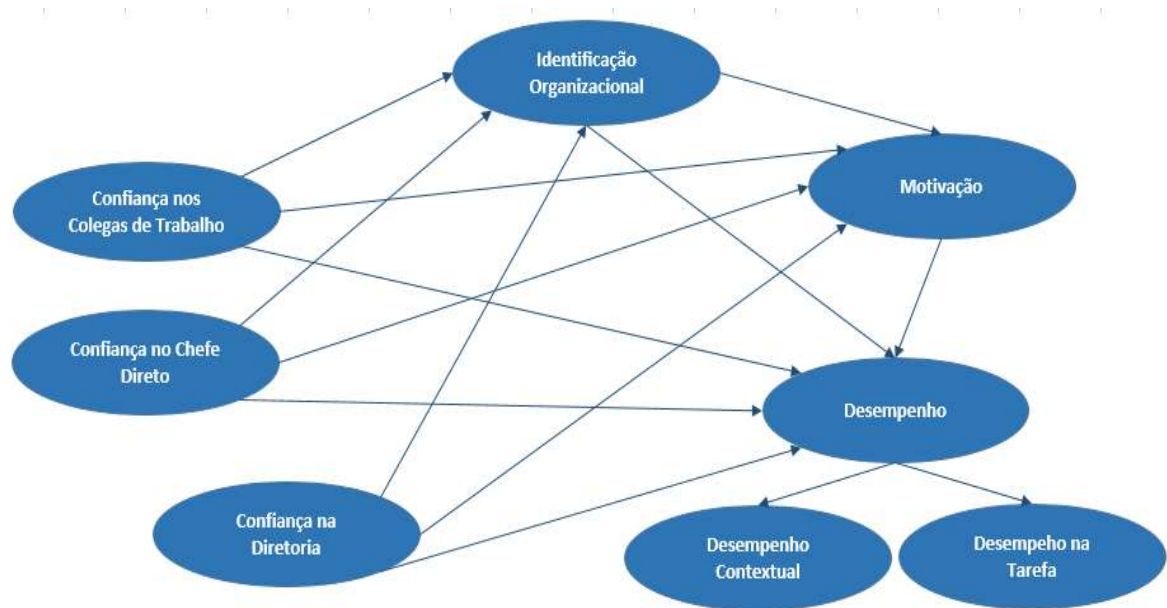 Identificação
Organizacional
Motivação
Confiança nos
Colegas de Trabalho
Confiança no Chefe
Direto
Desempenho
Confiança na
Diretoria
Desempenho
Contextual
Desempeho na
Tarefa